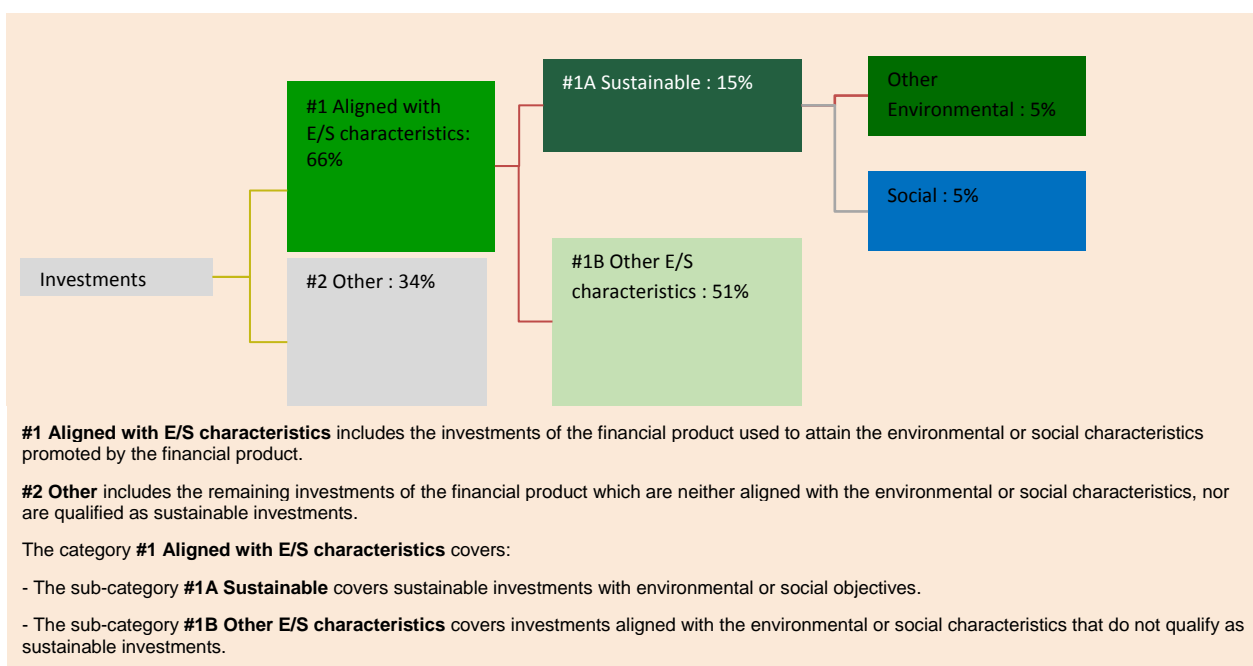 #1A Sustainable : 15%
Other
Environmental : 5%
#1 Aligned with
E/S characteristics:
66%
Social : 5%
#1B Other E/S
characteristics : 51%
Investments
#2 Other : 34%
#1 Aligned with E/S characteristics includes the investments of the financial product used to attain the environmental or social characteristics
promoted by the financial product.
#2 Other includes the remaining investments of the financial product which are neither aligned with the environmental or social characteristics, nor
are qualified as sustainable investments.
The category #1 Aligned with E/S characteristics covers:
- The sub-category #1A Sustainable covers sustainable investments with environmental or social objectives.
- The sub-category #1B Other E/S characteristics covers investments aligned with the environmental or social characteristics that do not qualify as
sustainable investments.